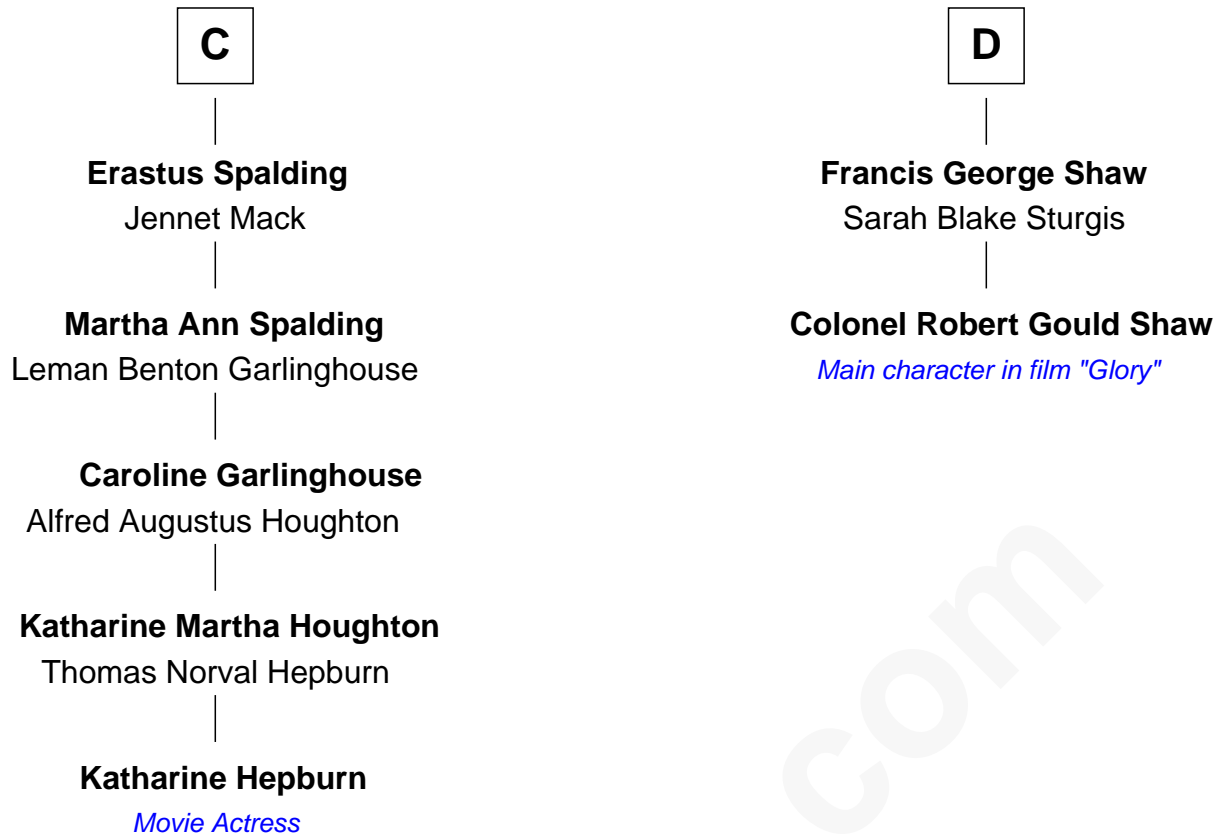 C
Erastus Spalding
Jennet Mack
Martha Ann Spalding
Leman Benton Garlinghouse
Caroline Garlinghouse
Alfred Augustus Houghton
Katharine Martha Houghton
Thomas Norval Hepburn
Katharine Hepburn
Movie Actress
D
Francis George Shaw
Sarah Blake Sturgis
Colonel Robert Gould Shaw
Main character in film "Glory"
com